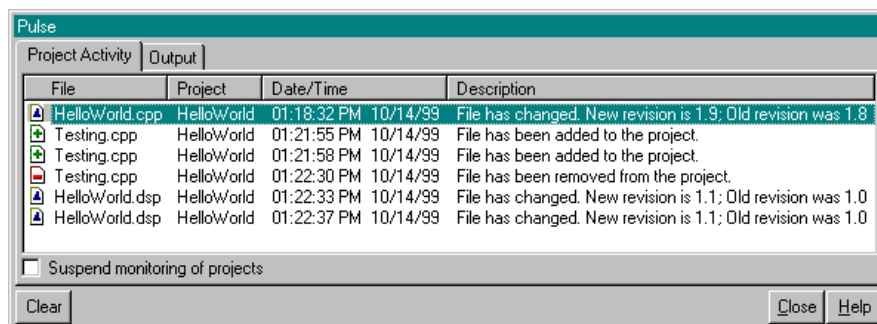 Pulse
Project Activity Output
File Project Date/Time Description
HelloWorld.cpp HelloWorld 01:18:32 PM 10/14/99 File has changed. New revision is 1.9; Old revision was 1.8
Testing.cpp HelloWorld 01:21:55 PM 10/14/99 File has been added to the project.
Testing.cpp HelloWorld 01:21:58 PM 10/14/99 File has been added to the project.
Testing.cpp HelloWorld 01:22:30 PM 10/14/99 File has been removed from the project.
HelloWorld.dsp HelloWorld 01:22:33 PM 10/14/99 File has changed. New revision is 1.1; Old revision was 1.0
HelloWorld.dsp HelloWorld 01:22:37 PM 10/14/99 File has changed. New revision is 1.1; Old revision was 1.0
Suspend monitoring of projects
Clear Close Help